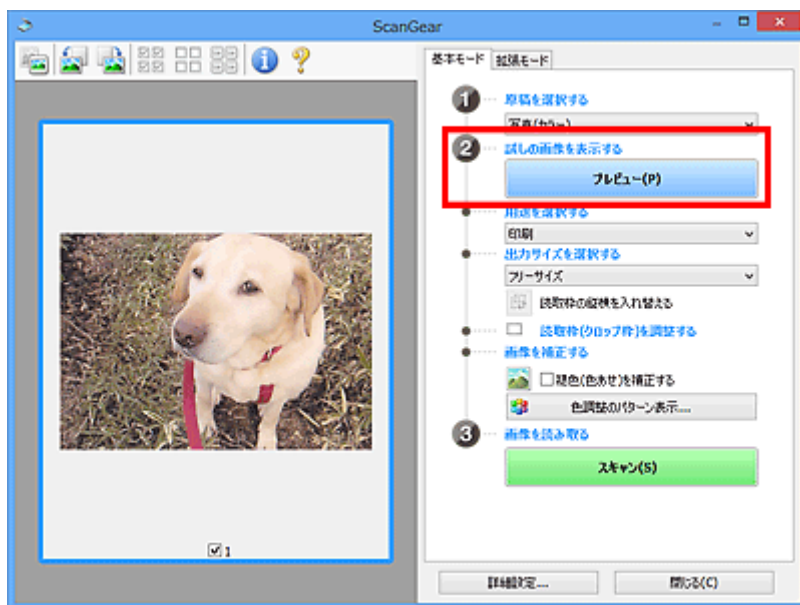 ScanGear
基本モード
拡張モード
1
原稿を選択する
写真(カラー)
2
試しの画像を表示する
プレビュー(P)
用途を選択する
印刷
出力サイズを選択する
フリーサイズ
読取枠の縦横を入れ替える
読取枠(クロップ枠)を調整する
画像を補正する
褪色(色あせ)を補正する
色調整のパターン表示...
3
画像を読み取る
スキャン(S)
1
詳細設定...
閉じる(C)